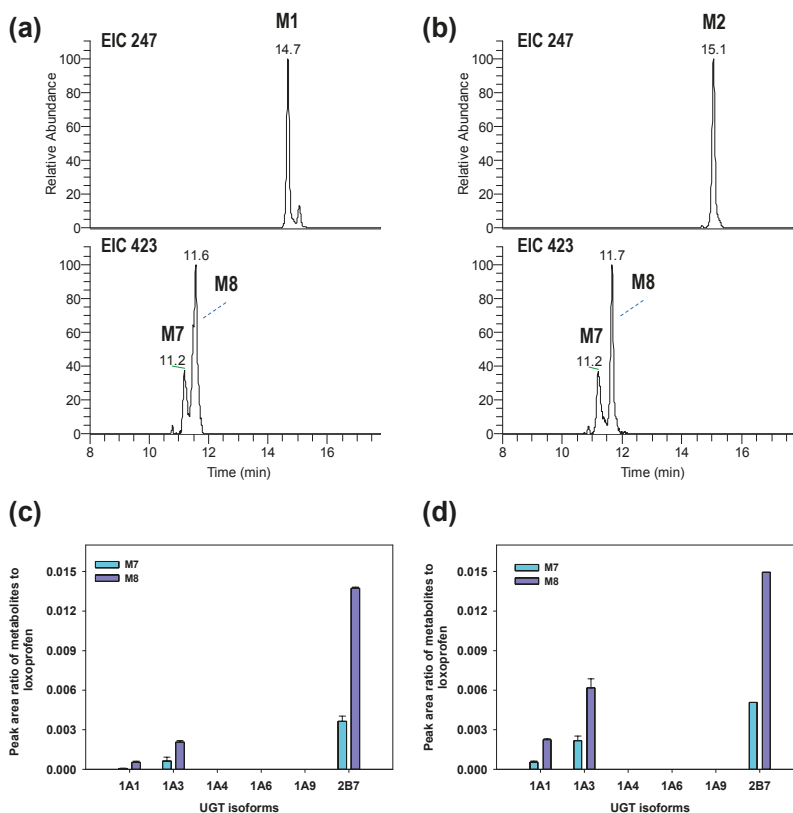 (a)
M1
EIC 247
14.7
100
80
60
40
20
0
Relative Abundance
EIC 423
11.6
M8
M7
11.2
100
80
60
40
20
0
8 10 12 14 16
Time (min)
(b)
M2
EIC 247
15.1
100
80
60
40
20
0
Relative Abundance
EIC 423
11.7
M8
M7
11.2
100
80
60
40
20
0
8 10 12 14 16
Time (min)
(c)
M7
M8
0.015
0.012
0.009
0.006
0.003
0.000
Peak area ratio of metabolites to
loxoprofen
1A1 1A3 1A4 1A6 1A9 2B7
UGT isoforms
(d)
M7
M8
0.015
0.012
0.009
0.006
0.003
0.000
Peak area ratio of metabolites to
loxoprofen
1A1 1A3 1A4 1A6 1A9 2B7
UGT isoforms